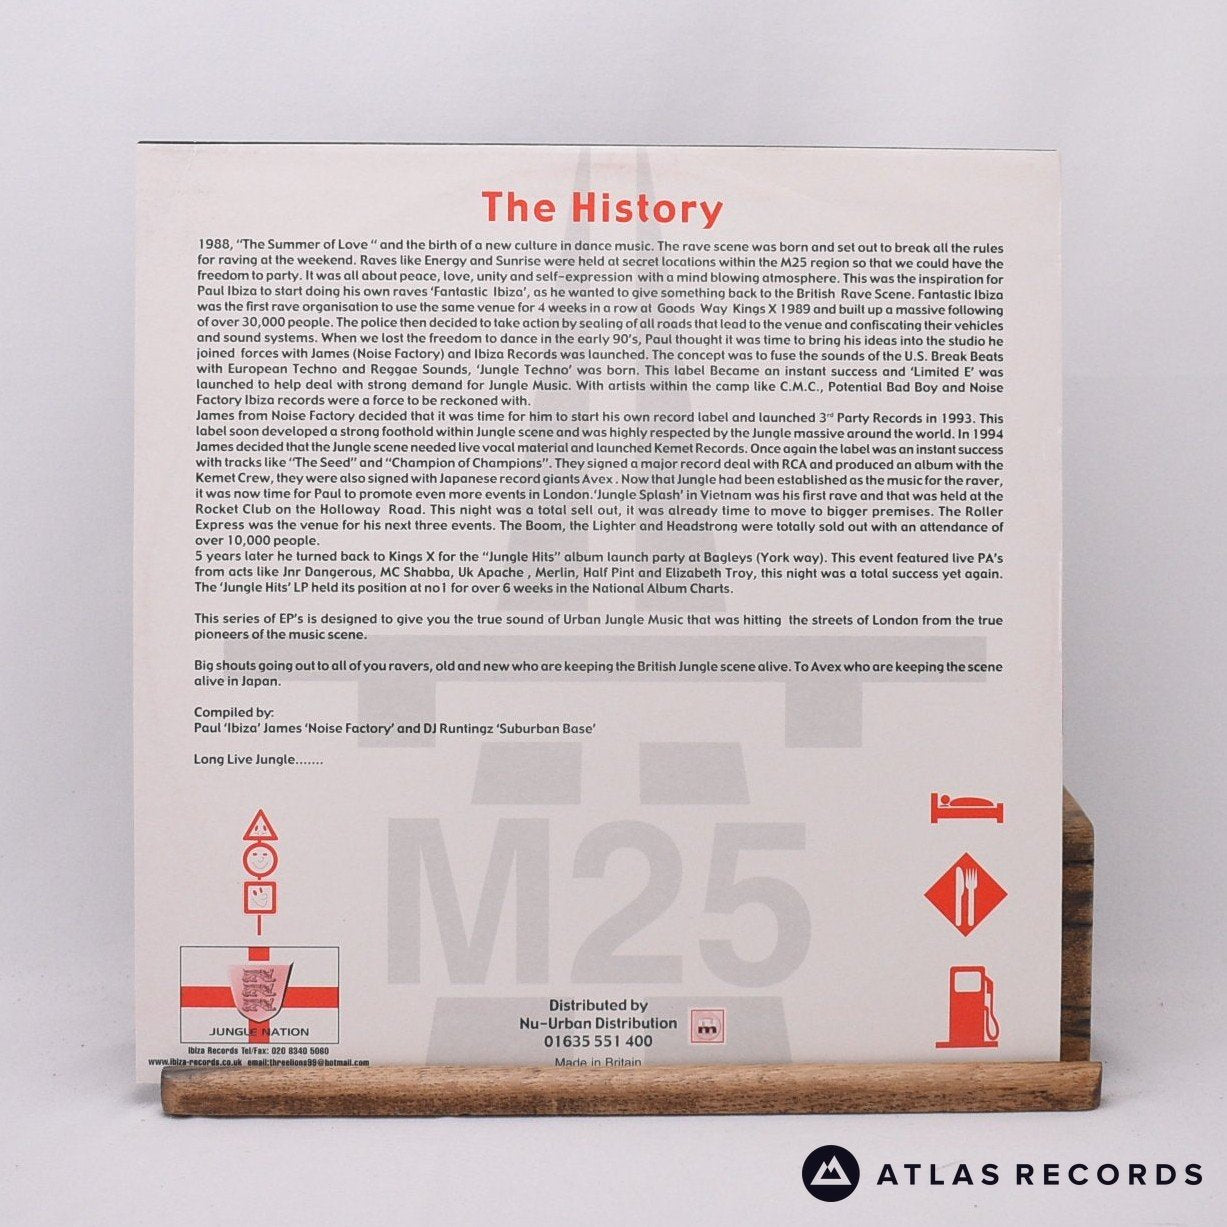 The History
1988, "The Summer of Love " and the birth of a new culture in dance music. The rave scene was born and set out to break all the rules
for raving at the weekend. Raves like Energy and Sunrise were held at secret locations within the M25 region so that we could have the
freedom to party. It was all about peace, love, unity and self-expression with a mind blowing atmosphere. This was the inspiration for
Paul Ibiza to start doing his own raves 'Fantastic Ibiza', as he wanted to give something back to the British Rave Scene. Fantastic Ibiza
was the first rave organisation to use the same venue for 4 weeks in a row at Goods Way Kings X 1989 and built up a massive following
of over 30,000 people. The police then decided to take action by sealing of all roads that lead to the venue and confiscating their vehicles
and sound systems. When we lost the freedom to dance in the early 90's, Paul thought it was time to bring his ideas into the studio he
joined forces with James (Noise Factory) and Ibiza Records was launched. The concept was to fuse the sounds of the U.S. Break Beats
with European Techno and Reggae Sounds, 'Jungle Techno' was born. This label Became an instant success and 'Limited E' was
launched to help deal with strong demand for Jungle Music. With artists within the camp like C.M.C., Potential Bad Boy and Noise
Factory Ibiza records were a force to be reckoned with.
James from Noise Factory decided that it was time for him to start his own record label and launched 3rd Party Records in 1993. This
label soon developed a strong foothold within Jungle scene and was highly respected by the Jungle massive around the world. In 1994
James decided that the Jungle scene needed live vocal material and launched Kemet Records. Once again the label was an instant success
with tracks like "The Seed" and "Champion of Champions". They signed a major record deal with RCA and produced an album with the
Kemet Crew, they were also signed with Japanese record giants Avex . Now that Jungle had been established as the music for the raver,
it was now time for Paul to promote even more events in London.'Jungle Splash' in Vietnam was his first rave and that was held at the
Rocket Club on the Holloway Road. This night was a total sell out, it was already time to move to bigger premises. The Roller
Express was the venue for his next three events. The Boom, the Lighter and Headstrong were totally sold out with an attendance of
over 10,000 people.
5 years later he turned back to Kings X for the "Jungle Hits" album launch party at Bagleys (York way). This event featured live PA's
from acts like Jnr Dangerous, MC Shabba, Uk Apache , Merlin, Half Pint and Elizabeth Troy, this night was a total success yet again.
The 'Jungle Hits' LP held its position at no1 for over 6 weeks in the National Album Charts.
This series of EP's is designed to give you the true sound of Urban Jungle Music that was hitting the streets of London from the true
pioneers of the music scene.
Big shouts going out to all of you ravers, old and new who are keeping the British Jungle scene alive. To Avex who are keeping the scene
alive in Japan.
Compiled by:
Paul 'Ibiza' James 'Noise Factory' and DJ Runtingz 'Suburban Base'
Long Live Jungle.......
M25
JUNGLE NATION
Ibiza Records Tel/Fax: 020 8340 5060
www.ibiza-records.co.uk email:threelions99@hotmail.com
Distributed by
Nu-Urban Distribution
01635 551 400
Made in Britain
ATLAS RECORDS